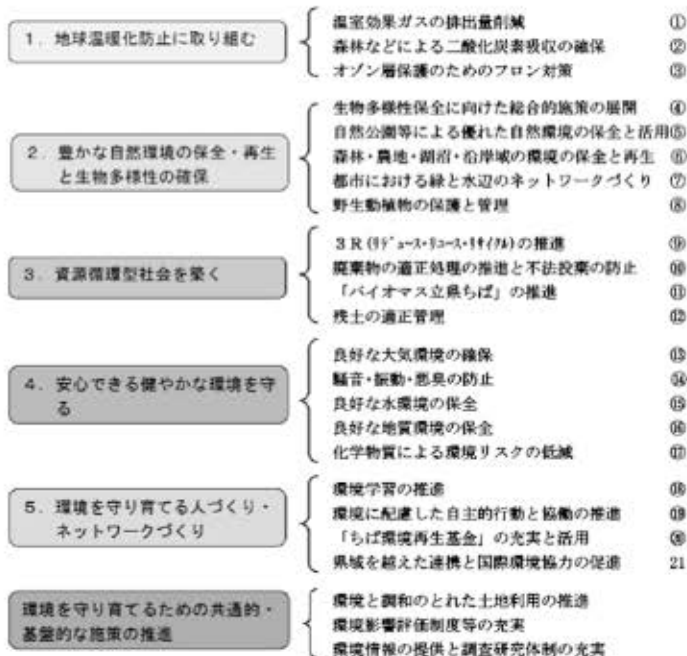 1．地球温暖化防止に取り組む
温室効果ガスの排出量削減 ①
森林などによる二酸化炭素吸収の確保 ②
オゾン層保護のためのフロン対策 ③
2．豊かな自然環境の保全・再生
と生物多様性の確保
生物多様性保全に向けた総合的施策の展開 ④
自然公園等による優れた自然環境の保全と活用⑤
森林・農地・湖沼・沿岸域の環境の保全と再生 ⑥
都市における緑と水辺のネットワークづくり ⑦
野生動植物の保護と管理 ⑧
3．資源循環型社会を築く
3R(ﾘﾃﾞｭｰｽ・ﾘﾕｰｽ・ﾘｻｲｸﾙ)の推進 ⑨
廃棄物の適正処理の推進と不法投棄の防止 ⑩
「バイオマス立県ちば」の推進 ⑪
残土の適正管理 ⑫
4．安心できる健やかな環境を守
る
良好な大気環境の確保 ⑬
騒音・振動・悪臭の防止 ⑭
良好な水環境の保全 ⑮
良好な地質環境の保全 ⑯
化学物質による環境リスクの低減 ⑰
5．環境を守り育てる人づくり・
ネットワークづくり
環境学習の推進 ⑱
環境に配慮した自主的行動と協働の推進 ⑲
「ちば環境再生基金」の充実と活用 ⑳
県域を越えた連携と国際環境協力の促進 21
環境を守り育てるための共通的・
基盤的な施策の推進
環境と調和のとれた土地利用の推進
環境影響評価制度等の充実
環境情報の提供と調査研究体制の充実